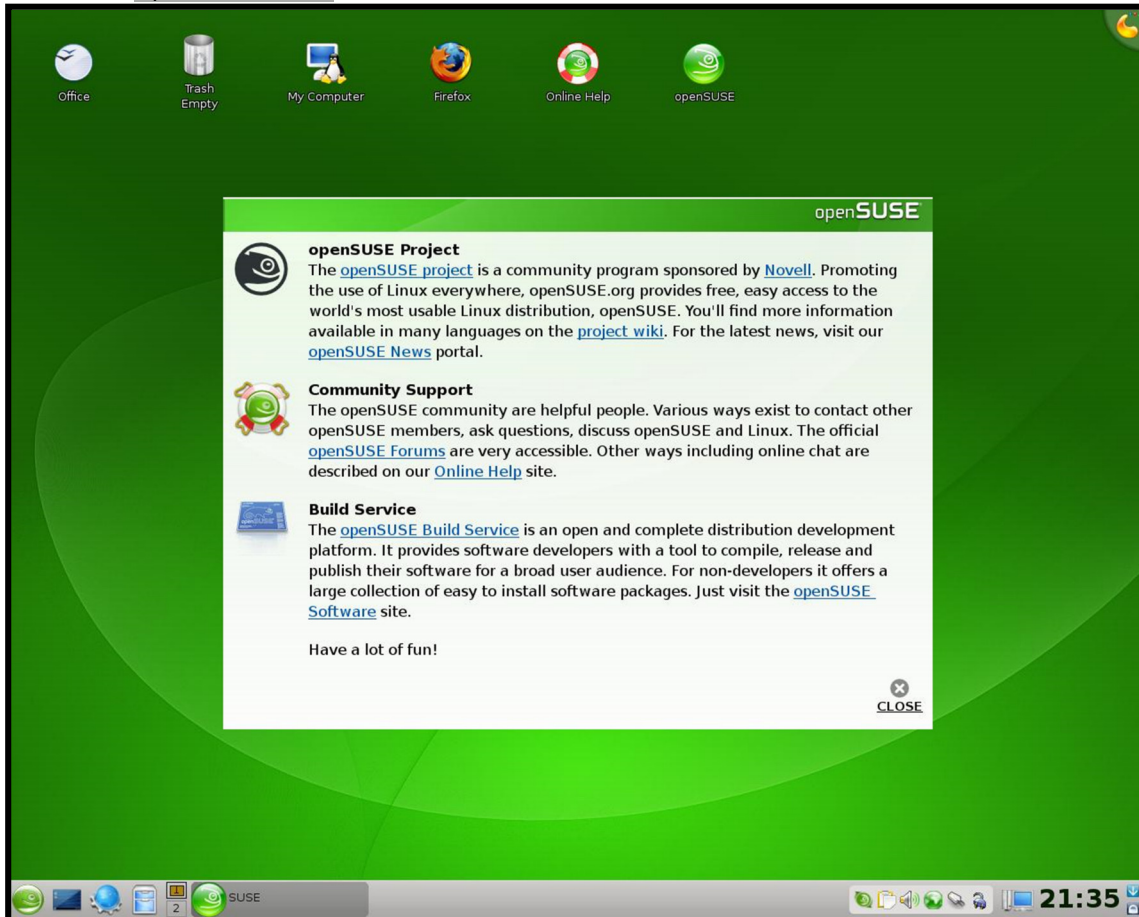 Office
Trash
Empty
My Computer
Firefox
Online Help
openSUSE
openSUSE
openSUSE Project
The openSUSE project is a community program sponsored by Novell. Promoting
the use of Linux everywhere, openSUSE.org provides free, easy access to the
world's most usable Linux distribution, openSUSE. You'll find more information
available in many languages on the project wiki. For the latest news, visit our
openSUSE News portal.
Community Support
The openSUSE community are helpful people. Various ways exist to contact other
openSUSE members, ask questions, discuss openSUSE and Linux. The official
openSUSE Forums are very accessible. Other ways including online chat are
described on our Online Help site.
Build Service
The openSUSE Build Service is an open and complete distribution development
platform. It provides software developers with a tool to compile, release and
publish their software for a broad user audience. For non-developers it offers a
large collection of easy to install software packages. Just visit the openSUSE
Software site.
Have a lot of fun!
CLOSE
1
2
SUSE
21:35